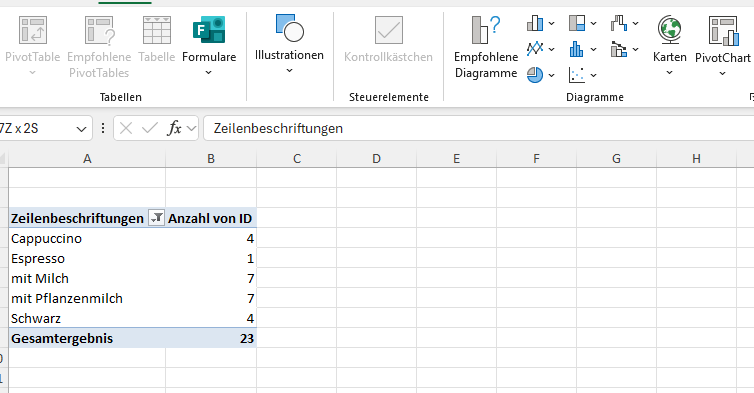 PivotTable
Empfohlene
PivotTables
Tabelle
Formulare
Illustrationen
Kontrollkästchen
Empfohlene
Diagramme
Karten
PivotChart
Tabellen
Steuerelemente
Diagramme
7Z x 2S
fx
Zeilenbeschriftungen
A B C D E F G H
Zeilenbeschriftungen Anzahl von ID
Cappuccino 4
Espresso 1
mit Milch 7
mit Pflanzenmilch 7
Schwarz 4
Gesamtergebnis 23